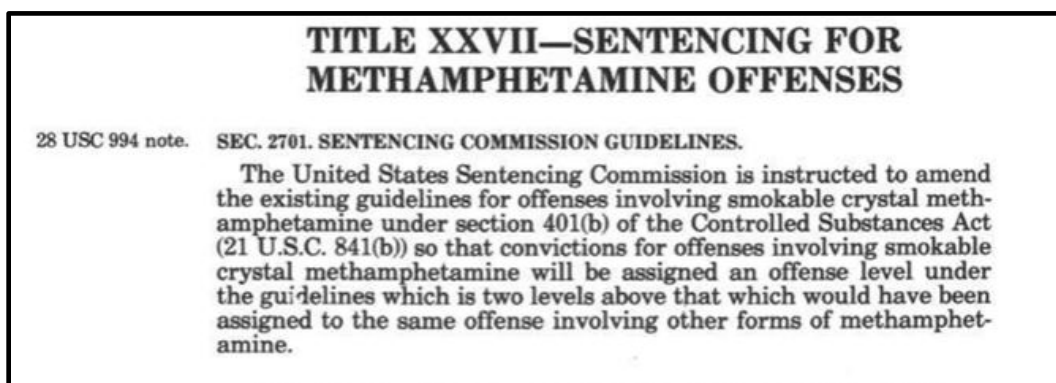 TITLE XXVII—SENTENCING FOR
METHAMPHETAMINE OFFENSES
28 USC 994 note.
SEC. 2701. SENTENCING COMMISSION GUIDELINES.
The United States Sentencing Commission is instructed to amend
the existing guidelines for offenses involving smokable crystal meth-
amphetamine under section 401(b) of the Controlled Substances Act
(21 U.S.C. 841(b)) so that convictions for offenses involving smokable
crystal methamphetamine will be assigned an offense level under
the guidelines which is two levels above that which would have been
assigned to the same offense involving other forms of methamphet-
amine.